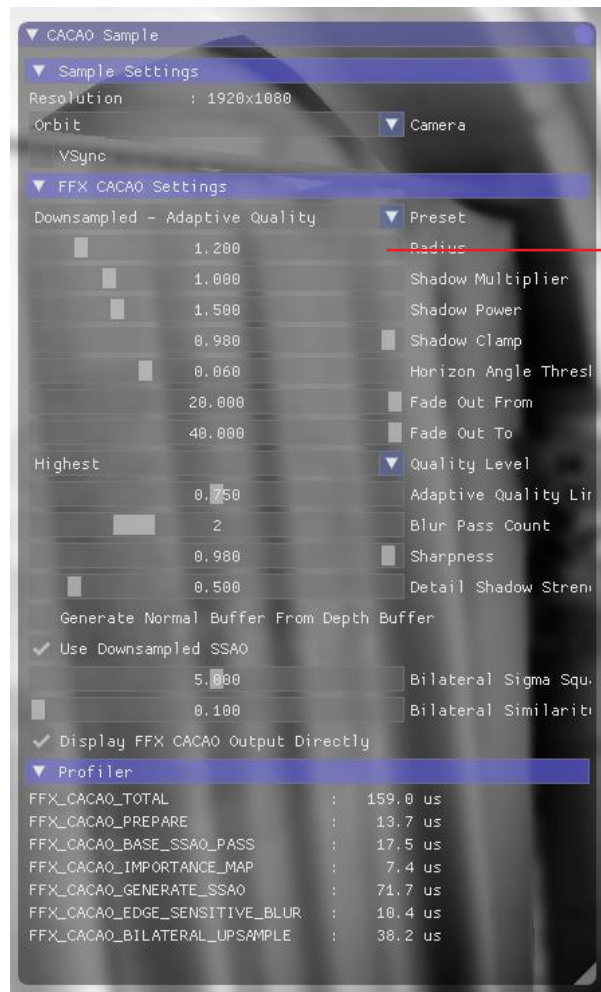 CACAO Sample
Sample Settings
Resolution : 1920x1080
Orbit Camera
VSync
FFX CACAO Settings
Downsampled - Adaptive Quality Preset
1.200 Radius
1.000 Shadow Multiplier
1.500 Shadow Power
0.980 Shadow Clamp
0.060 Horizon Angle Thresh
20.000 Fade Out From
40.000 Fade Out To
Highest Quality Level
0.750 Adaptive Quality Lim
2 Blur Pass Count
0.980 Sharpness
0.500 Detail Shadow Stren
Generate Normal Buffer From Depth Buffer
Use Downsampled SSAO
5.000 Bilateral Sigma Squ
0.100 Bilateral Similarit
Display FFX CACAO Output Directly
Profiler
FFX_CACAO_TOTAL : 159.0 us
FFX_CACAO_PREPARE : 13.7 us
FFX_CACAO_BASE_SSAO_PASS : 17.5 us
FFX_CACAO_IMPORTANCE_MAP : 7.4 us
FFX_CACAO_GENERATE_SSAO : 71.7 us
FFX_CACAO_EDGE_SENSITIVE_BLUR : 10.4 us
FFX_CACAO_BILATERAL_UPSAMPLE : 38.2 us